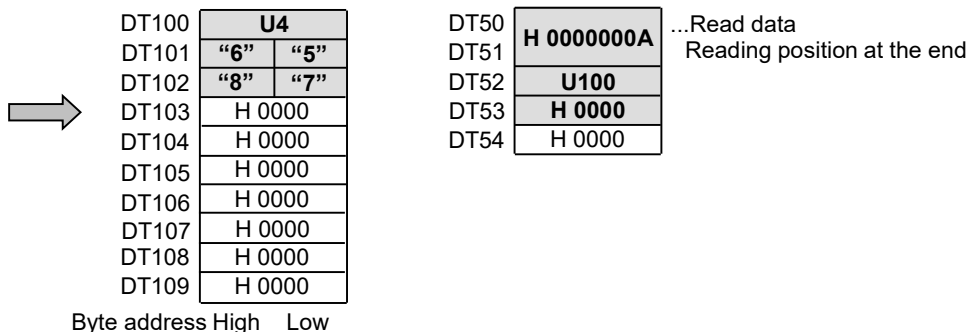 DT100 U4
DT101 “6” “5”
DT102 “8” “7”
DT103 H 0000
DT104 H 0000
DT105 H 0000
DT106 H 0000
DT107 H 0000
DT108 H 0000
DT109 H 0000
Byte address High Low
DT50 H 0000000A ...Read data
DT51 Reading position at the end
DT52 U100
DT53 H 0000
DT54 H 0000